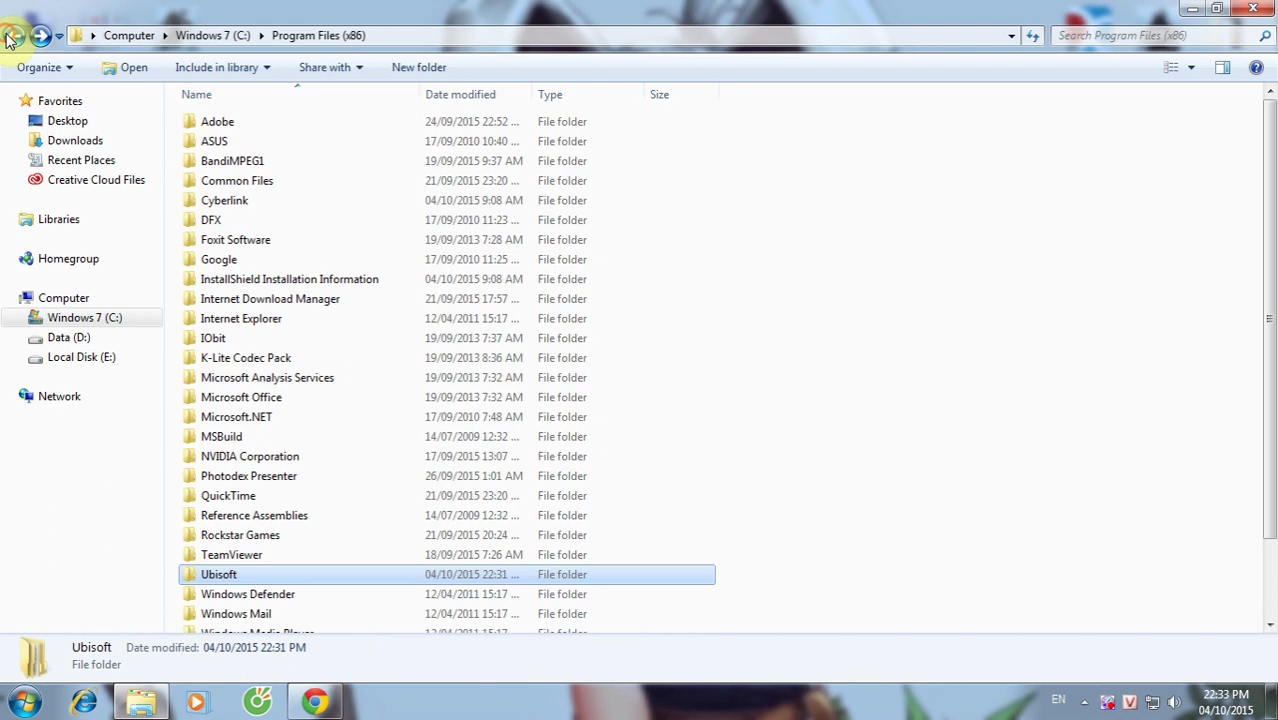 Computer Windows 7 (C:) Program Files (x86) Search Program Files (x86)
Organize Open Include in library Share with New folder
Name Date modified Type Size
Favorites
Desktop
Downloads
Recent Places
Creative Cloud Files
Libraries
Homegroup
Computer
Windows 7 (C:)
Data (D:)
Local Disk (E:)
Network
Adobe 24/09/2015 22:52 ... File folder
ASUS 17/09/2010 10:40 ... File folder
BandiMPEG1 19/09/2015 9:37 AM File folder
Common Files 21/09/2015 23:20 ... File folder
Cyberlink 04/10/2015 9:08 AM File folder
DFX 17/09/2010 11:23 ... File folder
Foxit Software 19/09/2013 7:28 AM File folder
Google 17/09/2010 11:25 ... File folder
InstallShield Installation Information 04/10/2015 9:08 AM File folder
Internet Download Manager 21/09/2015 17:57 ... File folder
Internet Explorer 12/04/2011 15:17 ... File folder
IObit 19/09/2013 7:37 AM File folder
K-Lite Codec Pack 19/09/2013 8:36 AM File folder
Microsoft Analysis Services 19/09/2013 7:32 AM File folder
Microsoft Office 19/09/2013 7:32 AM File folder
Microsoft.NET 17/09/2010 7:48 AM File folder
MSBuild 14/07/2009 12:32 ... File folder
NVIDIA Corporation 17/09/2015 13:07 ... File folder
Photodex Presenter 26/09/2015 1:01 AM File folder
QuickTime 21/09/2015 23:20 ... File folder
Reference Assemblies 14/07/2009 12:32 ... File folder
Rockstar Games 21/09/2015 20:24 ... File folder
TeamViewer 18/09/2015 7:26 AM File folder
Ubisoft 04/10/2015 22:31 ... File folder
Windows Defender 12/04/2011 15:17 ... File folder
Windows Mail 12/04/2011 15:17 ... File folder
Windows Media Player 12/04/2011 15:17 ... File folder
Ubisoft Date modified: 04/10/2015 22:31 PM
File folder
EN 22:33 PM
04/10/2015